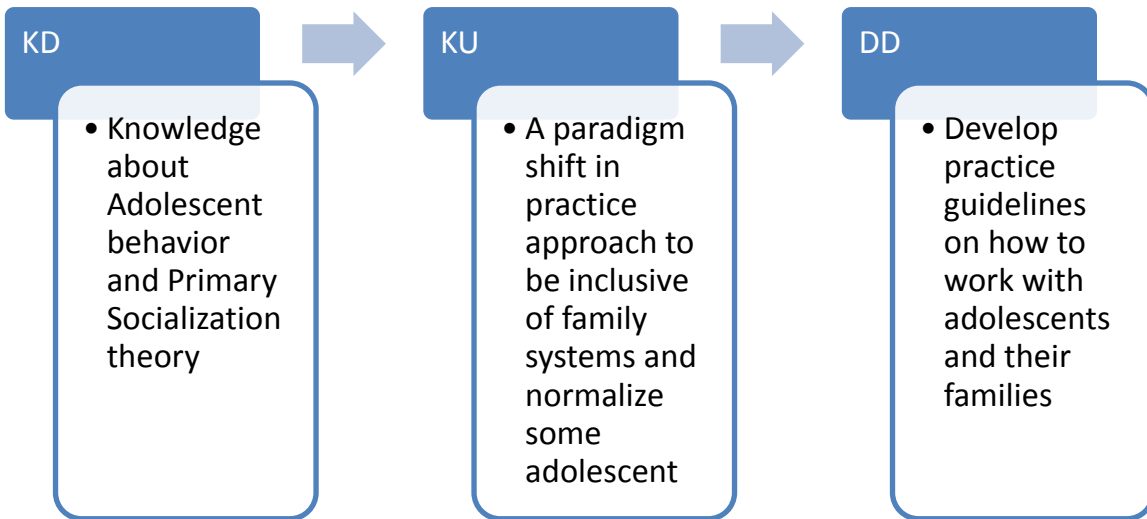 KD
• Knowledge
about
Adolescent
behavior
and Primary
Socialization
theory
KU
• A paradigm
shift in
practice
approach to
be inclusive
of family
systems and
normalize
some
adolescent
DD
• Develop
practice
guidelines
on how to
work with
adolescents
and their
families